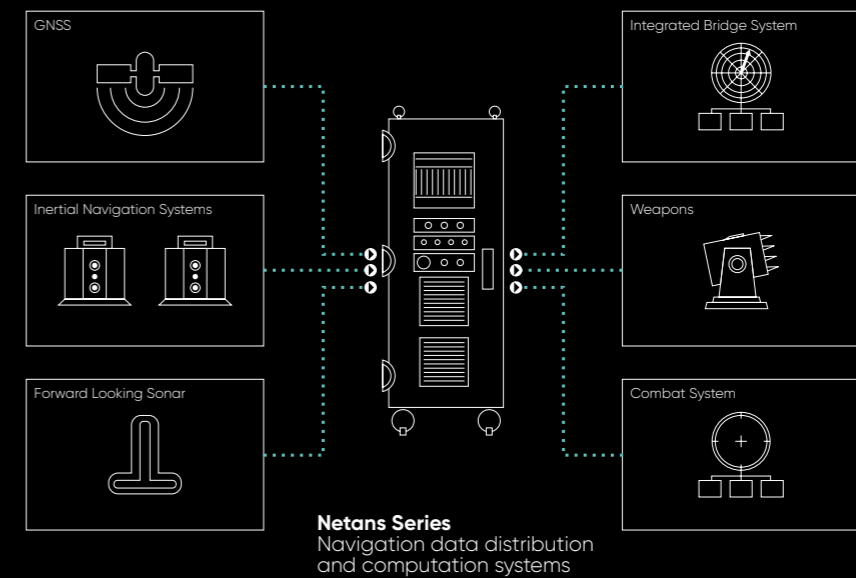 GNSS
Integrated Bridge System
Inertial Navigation Systems
Weapons
Forward Looking Sonar
Combat System
Netans Series
Navigation data distribution
and computation systems